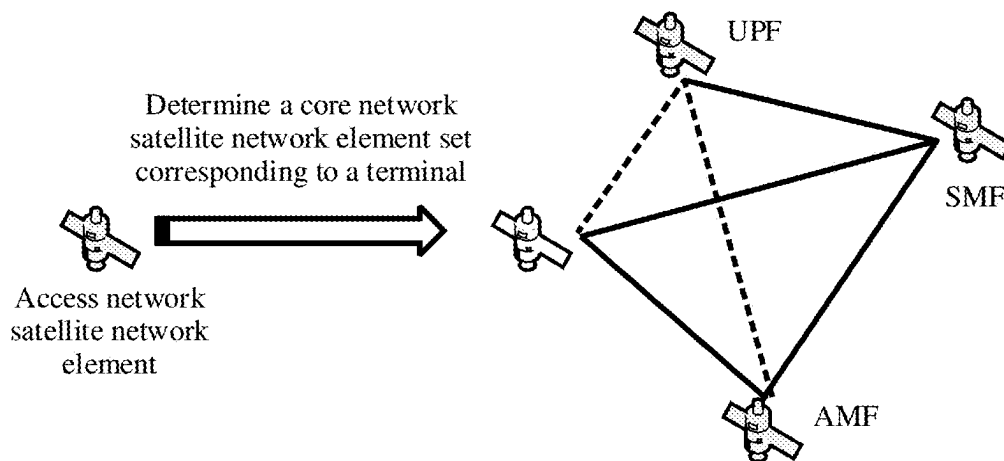 UPF
Determine a core network
satellite network element set
corresponding to a terminal
SMF
Access network
satellite network
element
AMF